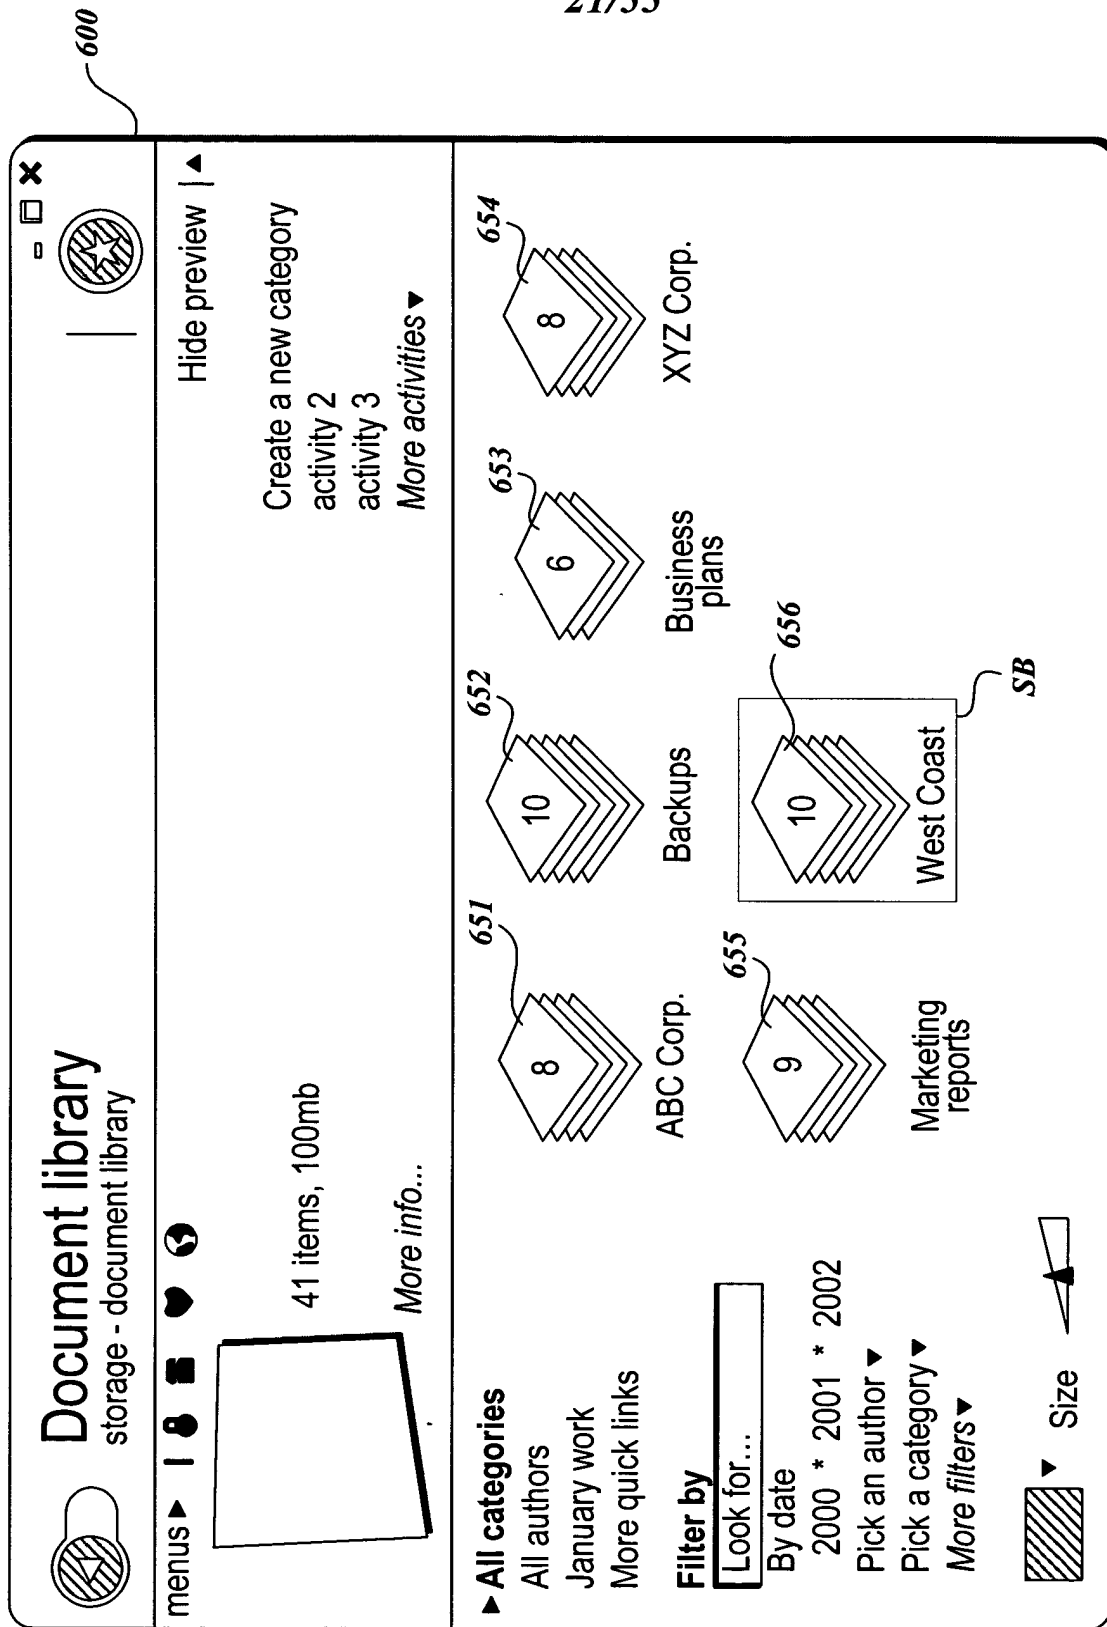 21/35
600
Document library
storage - document library
menus
Hide preview
41 items, 100mb
More info...
Create a new category
activity 2
activity 3
More activities
All categories
All authors
January work
More quick links
Filter by
Look for...
By date
2000 * 2001 * 2002
Pick an author
Pick a category
More filters
Size
651
8
ABC Corp.
652
10
Backups
653
6
Business
plans
654
8
XYZ Corp.
655
9
Marketing
reports
656
10
West Coast
SB